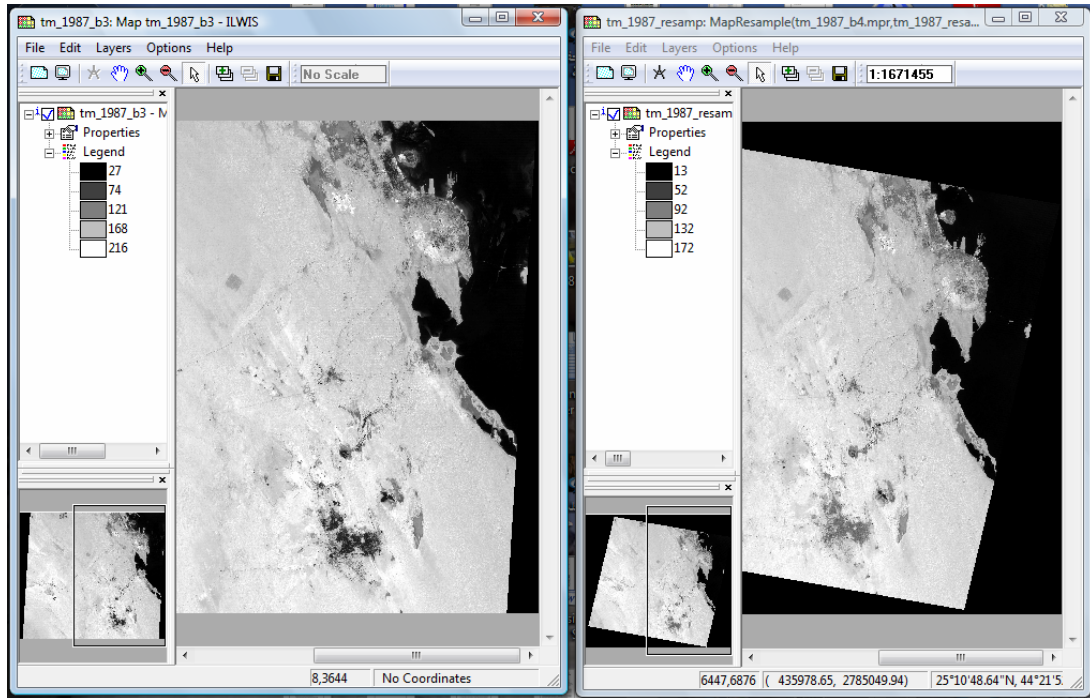 tm_1987_b3: Map tm_1987_b3 - ILWIS
File Edit Layers Options Help
No Scale
tm_1987_b3 - M
Properties
Legend
27
74
121
168
216
8,3644 No Coordinates
tm_1987_resamp: MapResample(tm_1987_b4.mpr,tm_1987_resa...
File Edit Layers Options Help
1:1671455
tm_1987_resam
Properties
Legend
13
52
92
132
172
6447,6876 ( 435978.65, 2785049.94) 25°10'48.64"N, 44°21'5